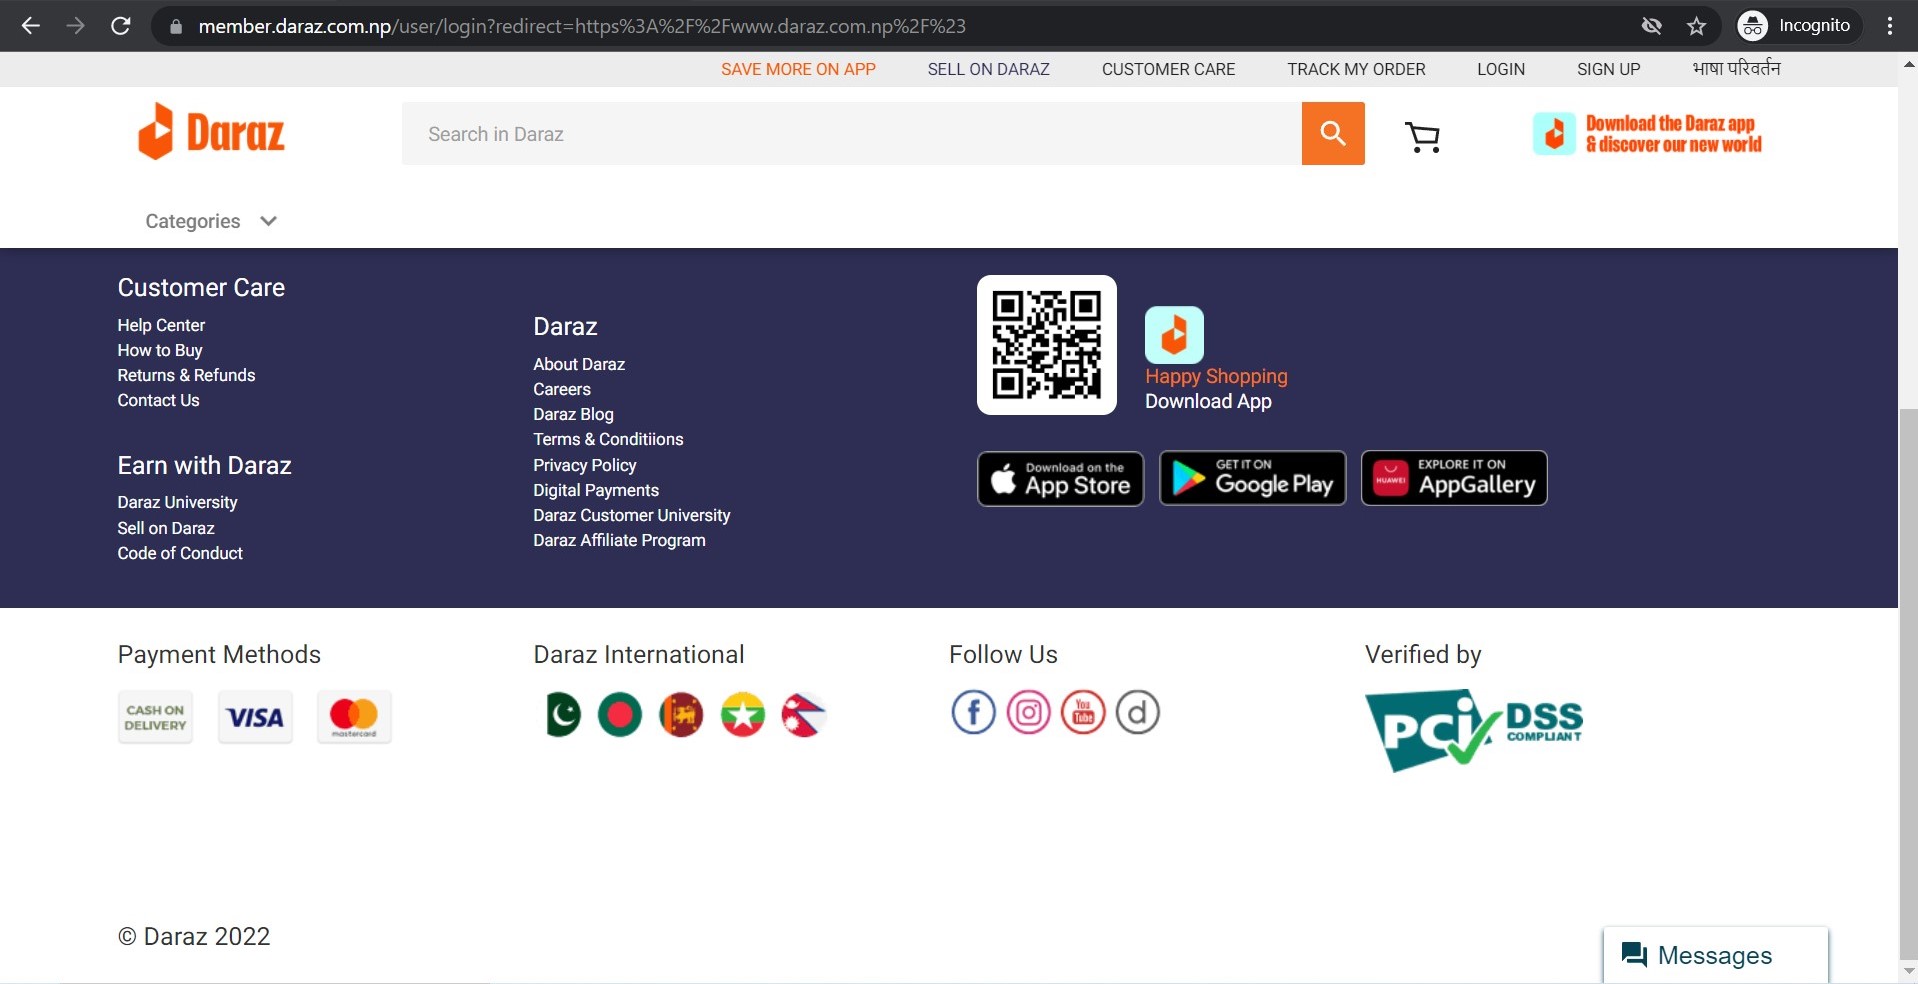 member.daraz.com.np/user/login?redirect=https%3A%2F%2Fwww.daraz.com.np%2F%23
Incognito
SAVE MORE ON APP
SELL ON DARAZ
CUSTOMER CARE
TRACK MY ORDER
LOGIN
SIGN UP
भाषा परिवर्तन
Daraz
Search in Daraz
Download the Daraz app
& discover our new world
Categories
Customer Care
Help Center
How to Buy
Returns & Refunds
Contact Us
Earn with Daraz
Daraz University
Sell on Daraz
Code of Conduct
Daraz
About Daraz
Careers
Daraz Blog
Terms & Conditiions
Privacy Policy
Digital Payments
Daraz Customer University
Daraz Affiliate Program
Happy Shopping
Download App
Download on the
App Store
GET IT ON
Google Play
HUAWEI
EXPLORE IT ON
AppGallery
Payment Methods
CASH ON
DELIVERY
VISA
mastercard
Daraz International
Follow Us
f
You
Tube
d
Verified by
PCi DSS
COMPLIANT
© Daraz 2022
Messages